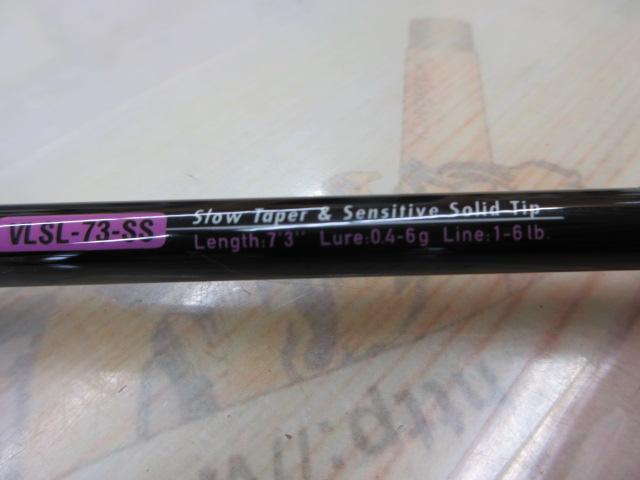 VLSL-73-SS
Slow Taper & Sensitive Solid Tip
Length:7'3'' Lure:0.4-6g Line:1-6lb.